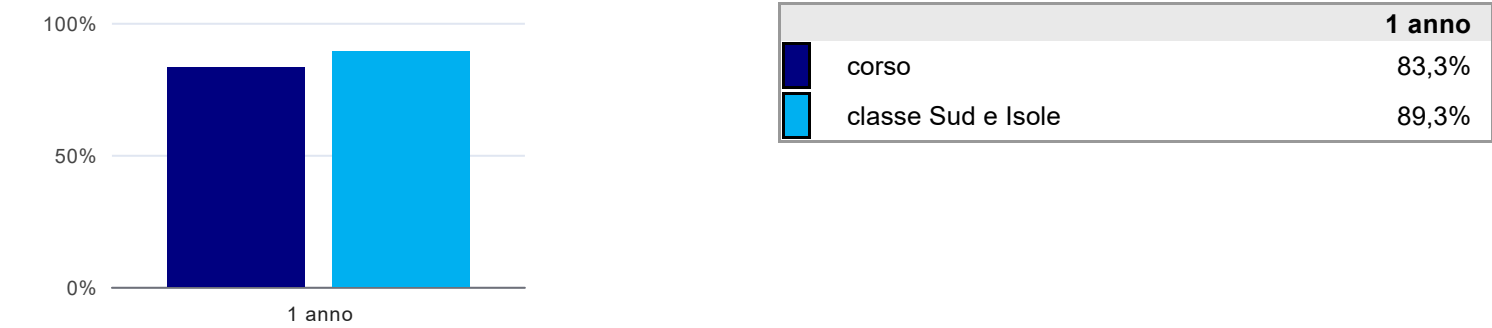 100%
50%
0%
1 anno
1 anno
corso 83,3%
classe Sud e Isole 89,3%